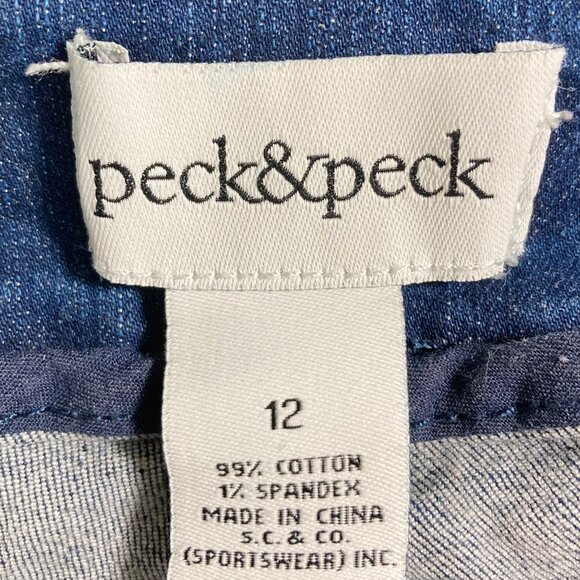 peck&peck
12
99% COTTON
1% SPANDEX
MADE IN CHINA
S.C. & CO.
(SPORTSWEAR) INC.